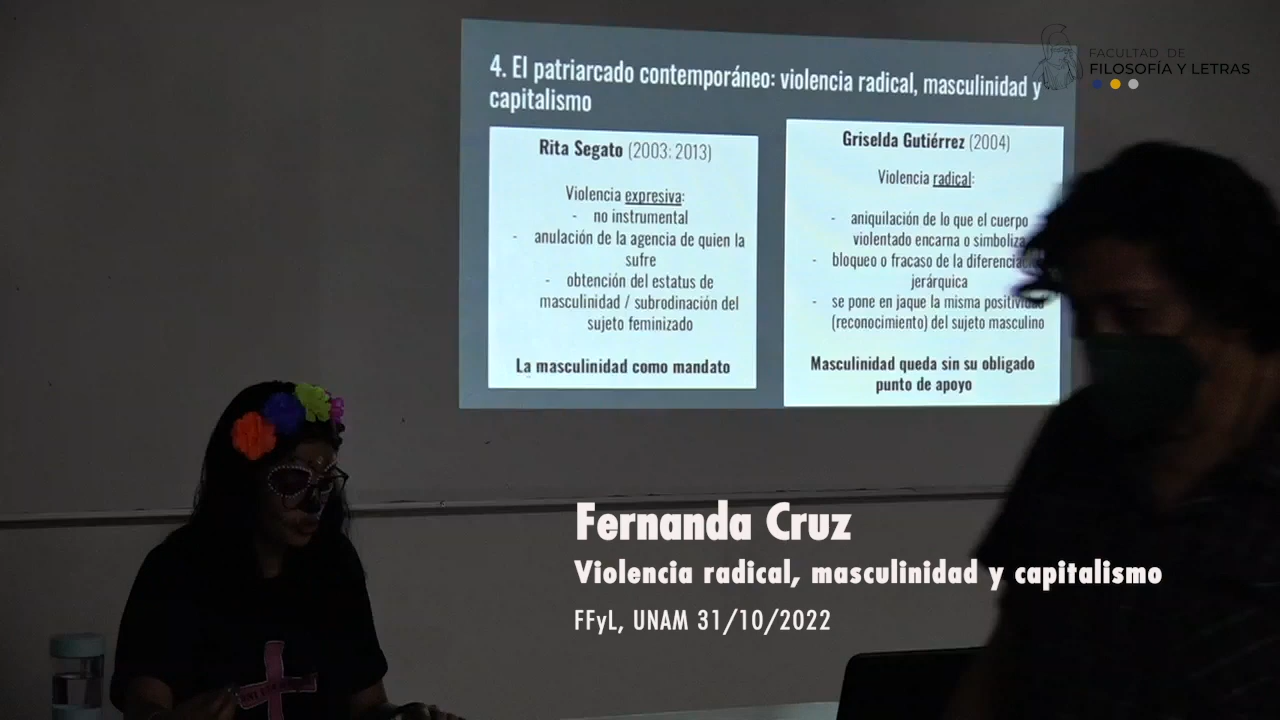 FACULTAD DE
FILOSOFÍA Y LETRAS
4. El patriarcado contemporáneo: violencia radical, masculinidad y
capitalismo
Rita Segato (2003; 2013)
Violencia expresiva:
- no instrumental
- anulación de la agencia de quien la
sufre
- obtención del estatus de
masculinidad / subrodinación del
sujeto feminizado
La masculinidad como mandato
Griselda Gutiérrez (2004)
Violencia radical:
- aniquilación de lo que el cuerpo
violentado encarna o simboliza
- bloqueo o fracaso de la
jerárquica
- se pone en jaque la misma
(reconocimiento) del sujeto masculino
Masculinidad queda sin su obligado
punto de apoyo
Fernanda Cruz
Violencia radical, masculinidad y capitalismo
FFyL, UNAM 31/10/2022